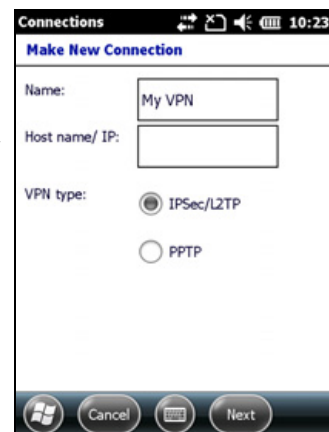 Connections 10:23
Make New Connection
Name: My VPN
Host name/ IP:
VPN type: IPSec/L2TP
PPTP
Cancel Next